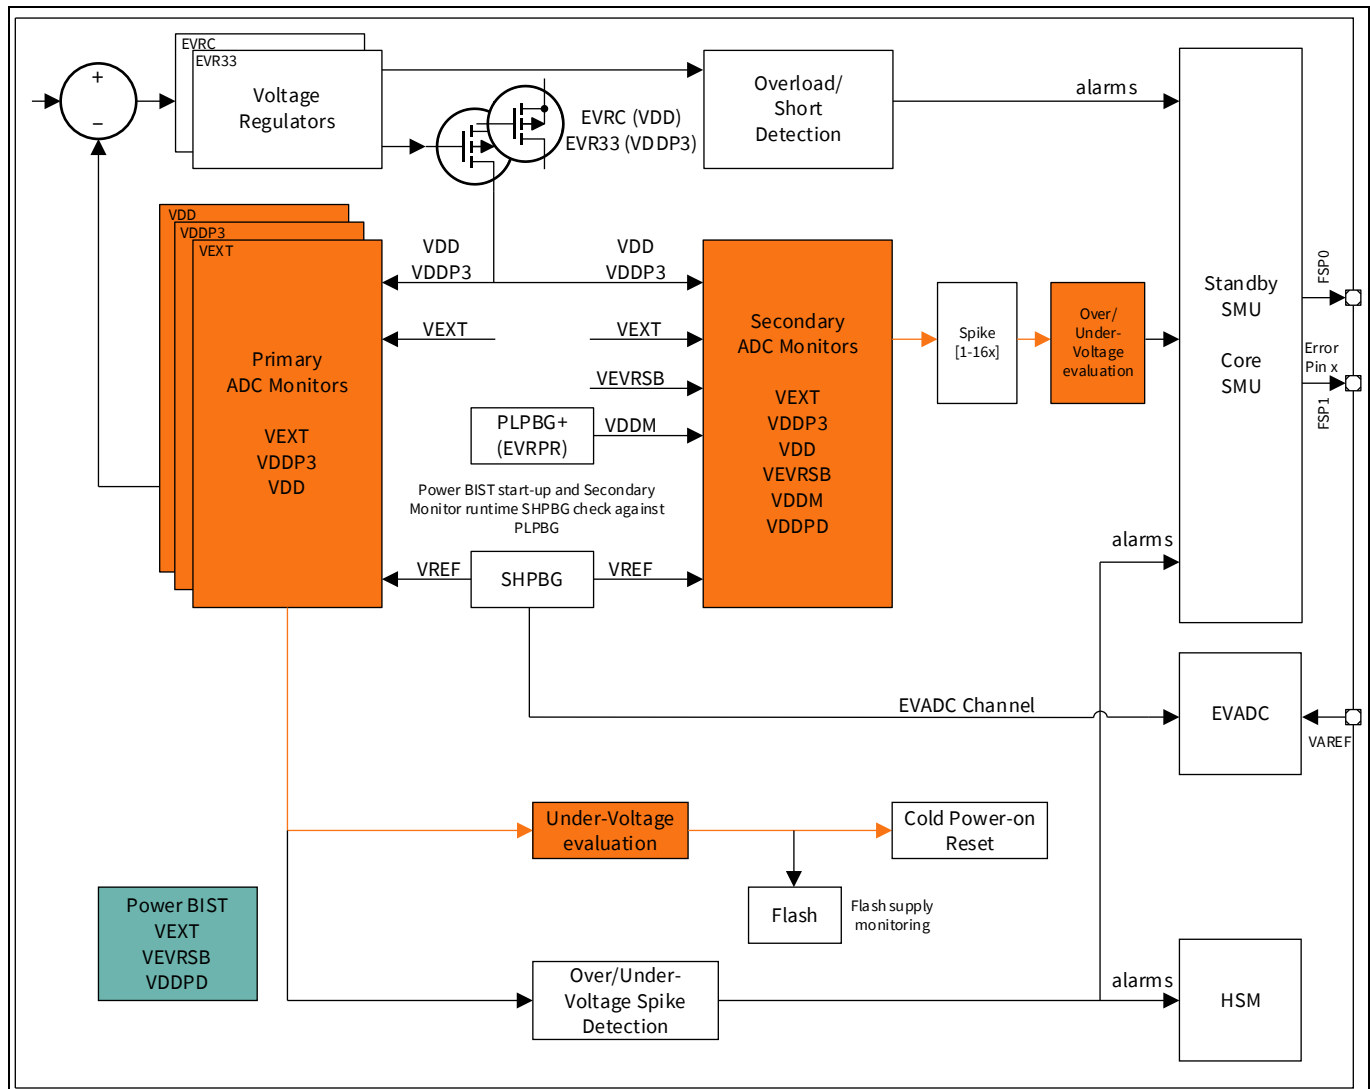 EVRC
EVR33
Voltage
Regulators
+
−
EVRC (VDD)
EVR33 (VDDP3)
Overload/
Short
Detection
alarms
VDD
VDDP3
VEXT
Primary
ADC Monitors
VEXT
VDDP3
VDD
VDD
VDDP3
VEXT
VDD
VDDP3
VEXT
VEVRSB
PLPBG+
(EVRPR)
VDDM
Power BIST start-up and Secondary
Monitor runtime SHPBG check against
PLPBG
VREF
SHPBG
VREF
Secondary
ADC Monitors
VEXT
VDDP3
VDD
VEVRSB
VDDM
VDDPD
Spike
[1-16x]
Over/
Under-
Voltage
evaluation
Standby
SMU
Core
SMU
FSP0
Error
Pin x
FSP1
alarms
EVADC Channel
EVADC
VAREF
Under-Voltage
evaluation
Cold Power-on
Reset
Flash
Flash supply
monitoring
Power BIST
VEXT
VEVRSB
VDDPD
Over/Under-
Voltage Spike
Detection
alarms
HSM